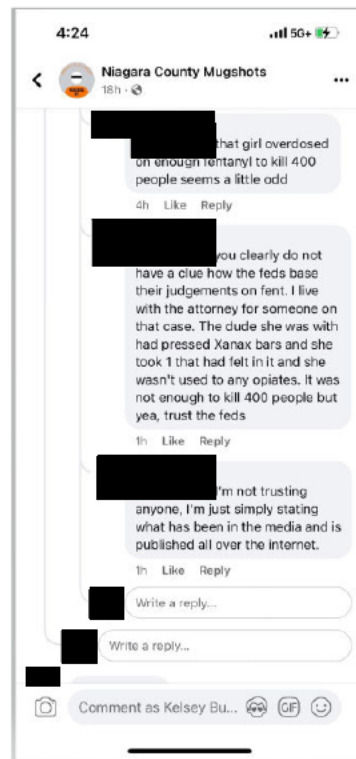 4:24
5G+
Niagara County Mugshots
18h
that girl overdosed
on enough fentanyl to kill 400
people seems a little odd
4h Like Reply
you clearly do not
have a clue how the feds base
their judgements on fent. I live
with the attorney for someone on
that case. The dude she was with
had pressed Xanax bars and she
took 1 that had felt in it and she
wasn't used to any opiates. It was
not enough to kill 400 people but
yea, trust the feds
1h Like Reply
I'm not trusting
anyone, I'm just simply stating
what has been in the media and is
published all over the internet.
1h Like Reply
Write a reply...
Write a reply...
Comment as Kelsey Bu...
GIF